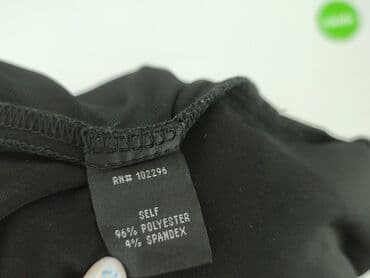 RN# 102296
SELF
96% POLYESTER
4% SPANDEX